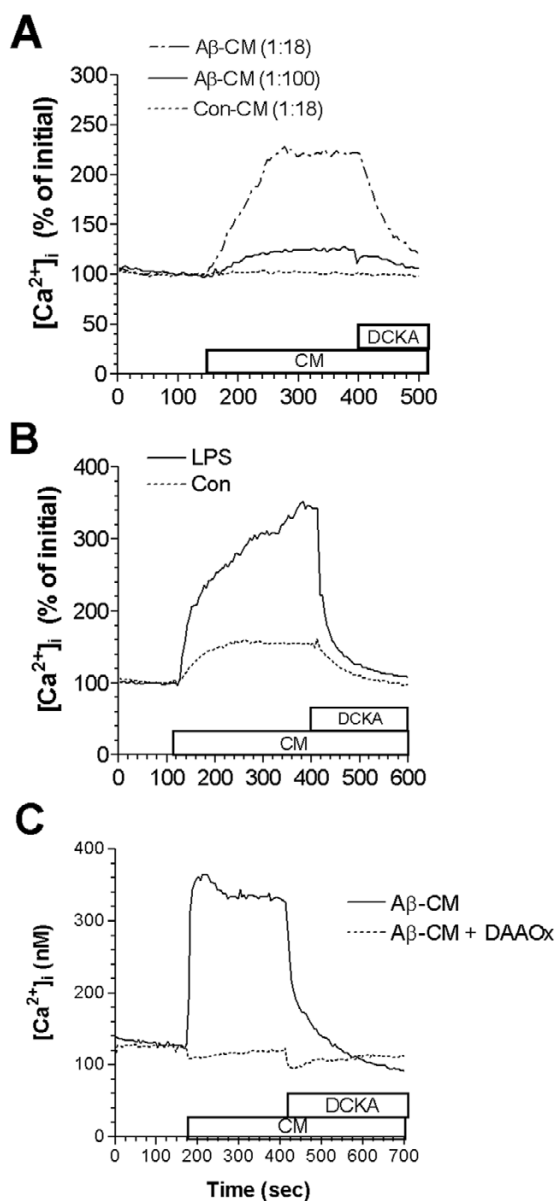 A
Aβ-CM (1:18)
Aβ-CM (1:100)
Con-CM (1:18)
300
250
200
150
100
50
0
[Ca²⁺]ᵢ (% of initial)
DCKA
CM
0 100 200 300 400 500
B
LPS
Con
400
300
200
100
0
[Ca²⁺]ᵢ (% of initial)
DCKA
CM
0 100 200 300 400 500 600
C
400
300
200
100
0
[Ca²⁺]ᵢ (nM)
Aβ-CM
Aβ-CM + DAAOx
DCKA
CM
0 100 200 300 400 500 600 700
Time (sec)